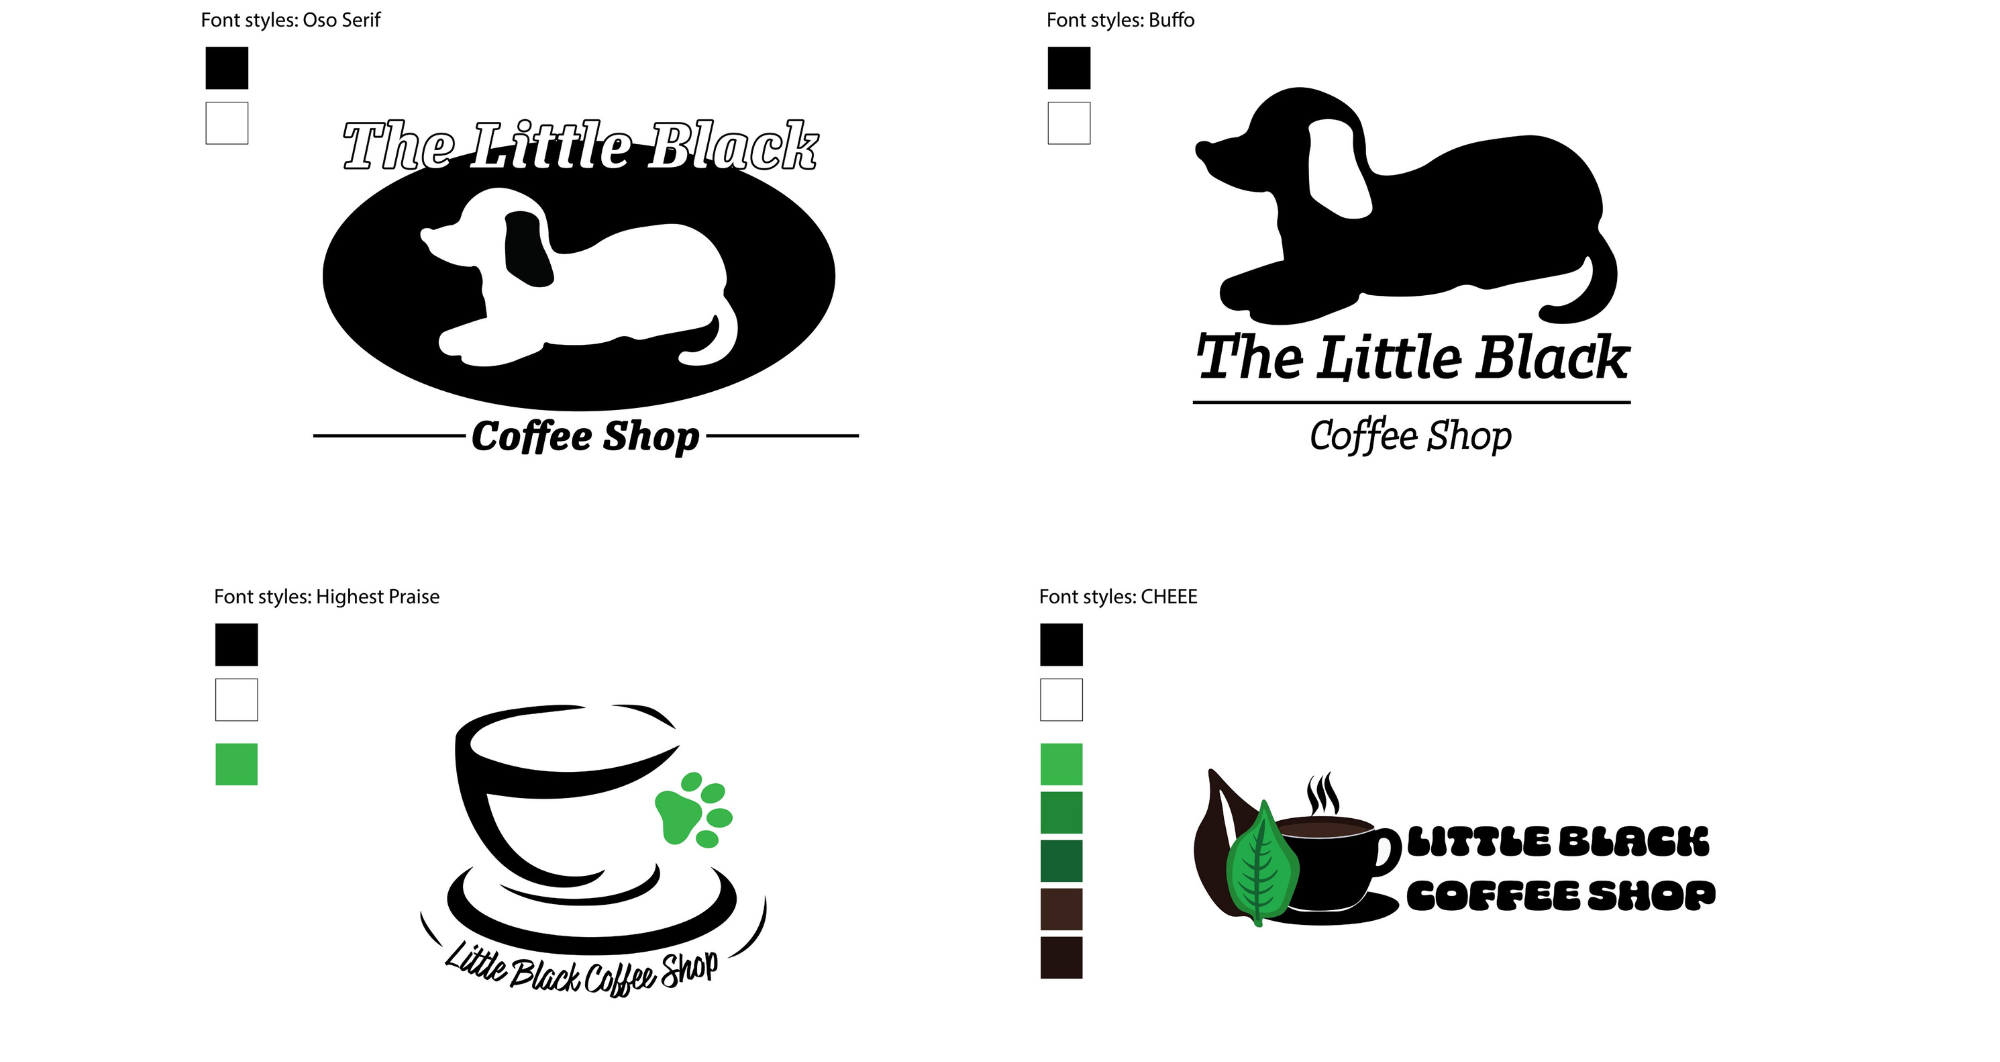 Font styles: Oso Serif
The Little Black
Coffee Shop
Font styles: Buffo
The Little Black
Coffee Shop
Font styles: Highest Praise
Little Black Coffee Shop
Font styles: CHEEE
LITTLE BLACK
COFFEE SHOP